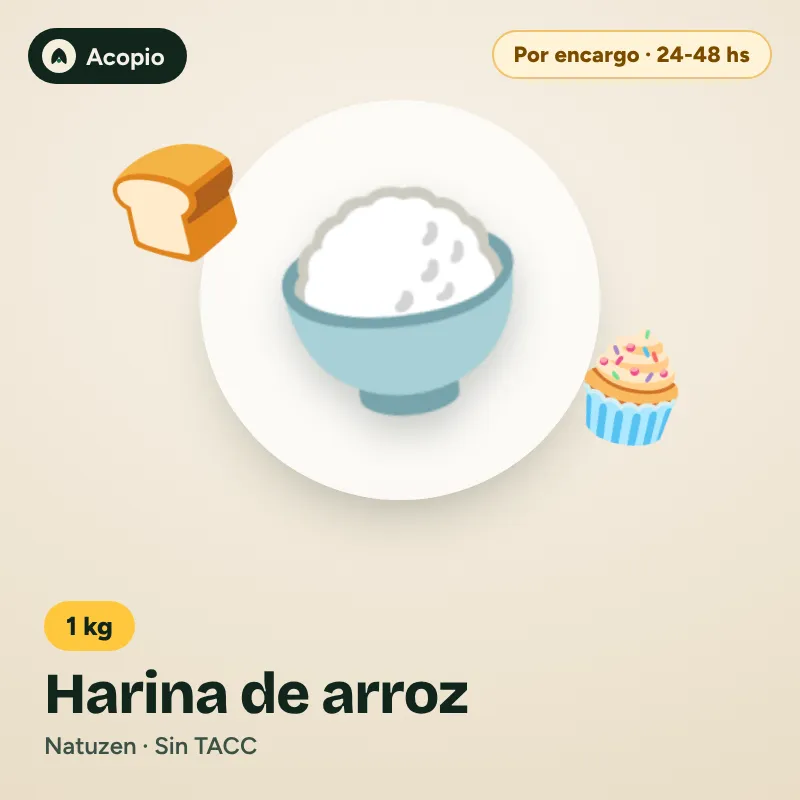 Acopio
Por encargo · 24-48 hs
1 kg
Harina de arroz
Natuzen · Sin TACC